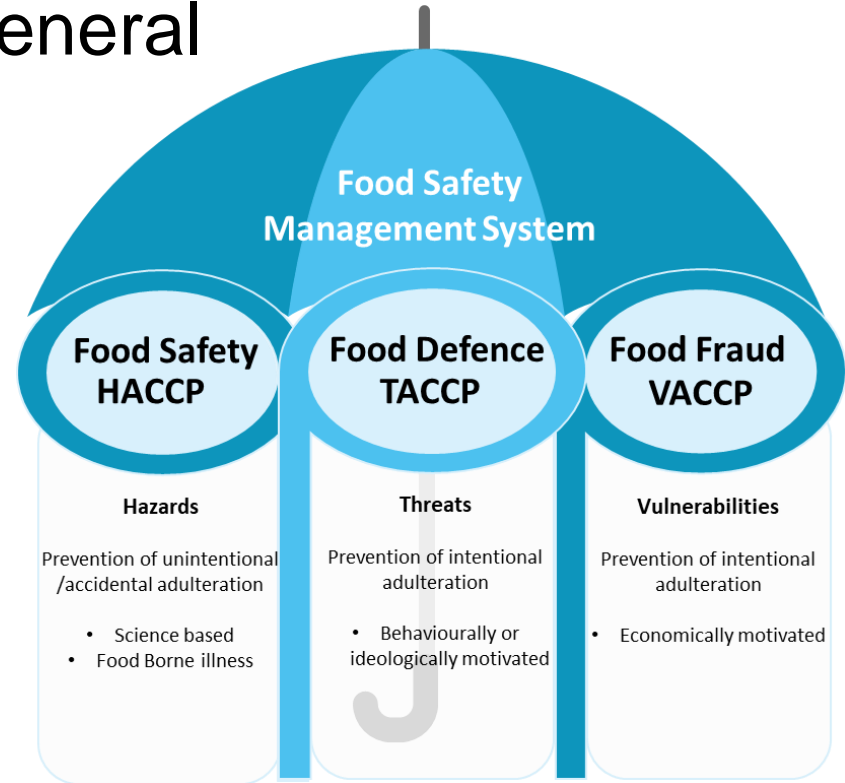 eneral
Food Safety
Management System
Food Safety
HACCP
Food Defence
TACCP
Food Fraud
VACCP
Hazards
Prevention of unintentional
/accidental adulteration
• Science based
• Food Borne illness
Threats
Prevention of intentional
adulteration
• Behaviourally or
ideologically motivated
Vulnerabilities
Prevention of intentional
adulteration
• Economically motivated